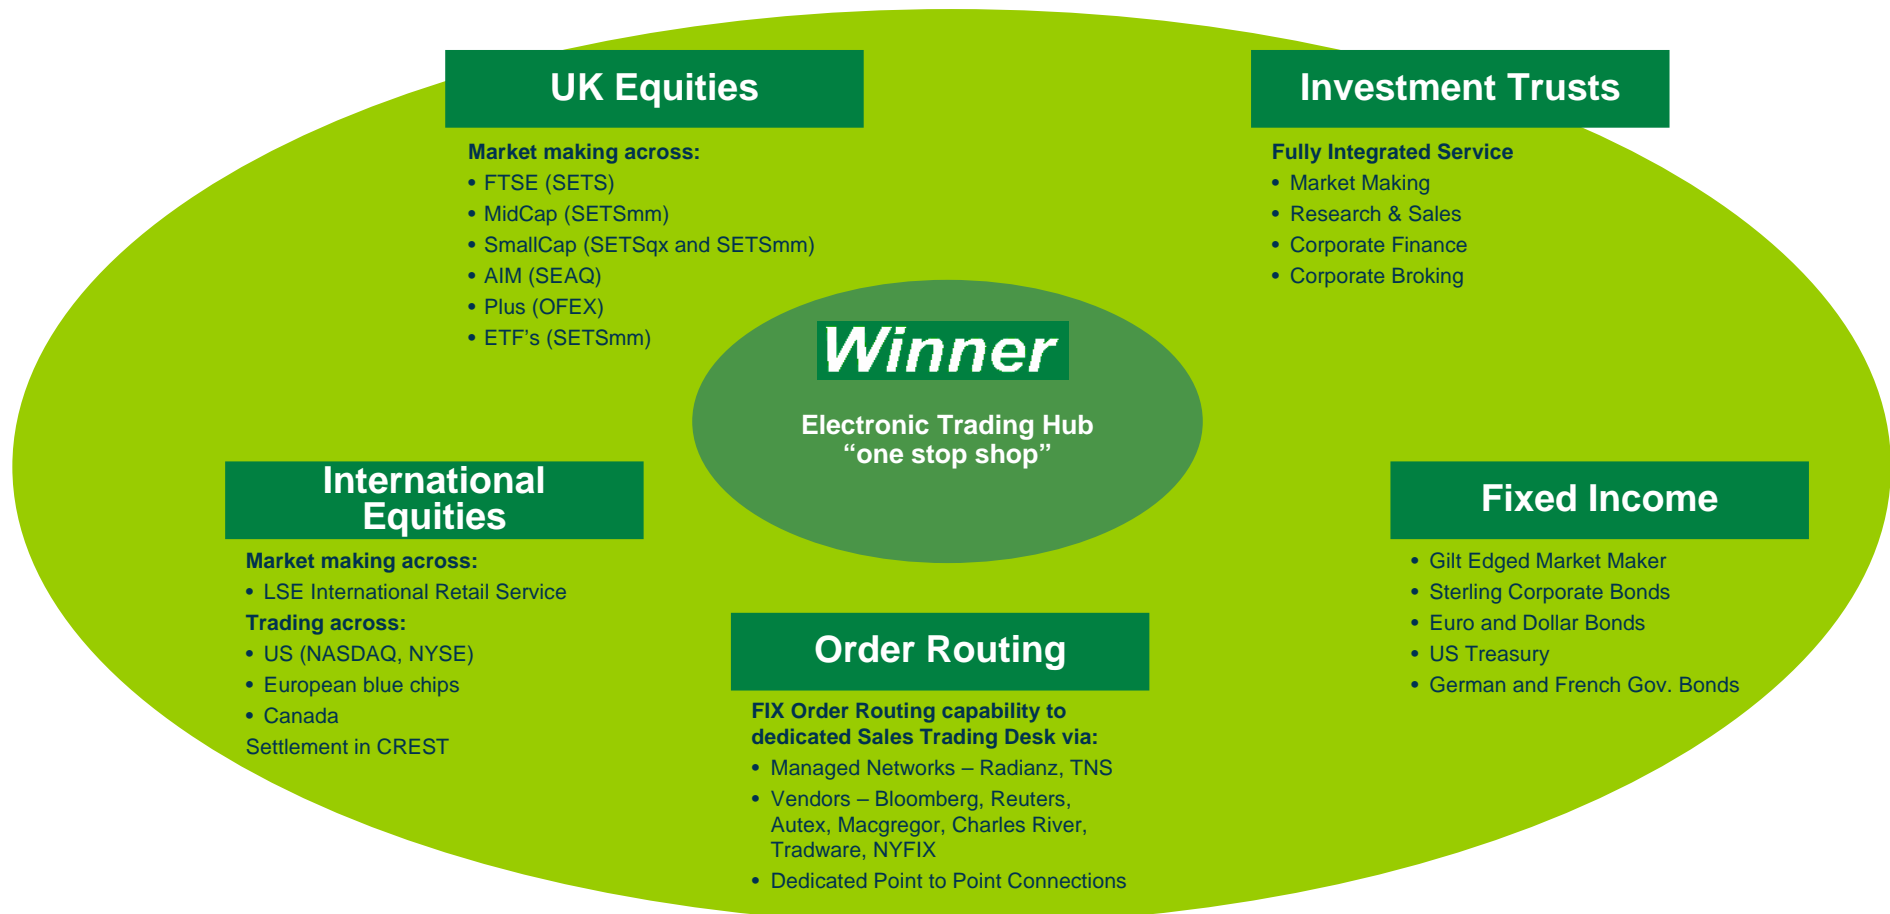 UK Equities
Market making across:
• FTSE (SETS)
• MidCap (SETSmm)
• SmallCap (SETSqx and SETSmm)
• AIM (SEAQ)
• Plus (OFEX)
• ETF's (SETSmm)
Investment Trusts
Fully Integrated Service
• Market Making
• Research & Sales
• Corporate Finance
• Corporate Broking
Winner
Electronic Trading Hub
“one stop shop”
International
Equities
Market making across:
• LSE International Retail Service
Trading across:
• US (NASDAQ, NYSE)
• European blue chips
• Canada
Settlement in CREST
Order Routing
FIX Order Routing capability to
dedicated Sales Trading Desk via:
• Managed Networks – Radianz, TNS
• Vendors – Bloomberg, Reuters,
Autex, Macgregor, Charles River,
Tradware, NYFIX
• Dedicated Point to Point Connections
Fixed Income
• Gilt Edged Market Maker
• Sterling Corporate Bonds
• Euro and Dollar Bonds
• US Treasury
• German and French Gov. Bonds